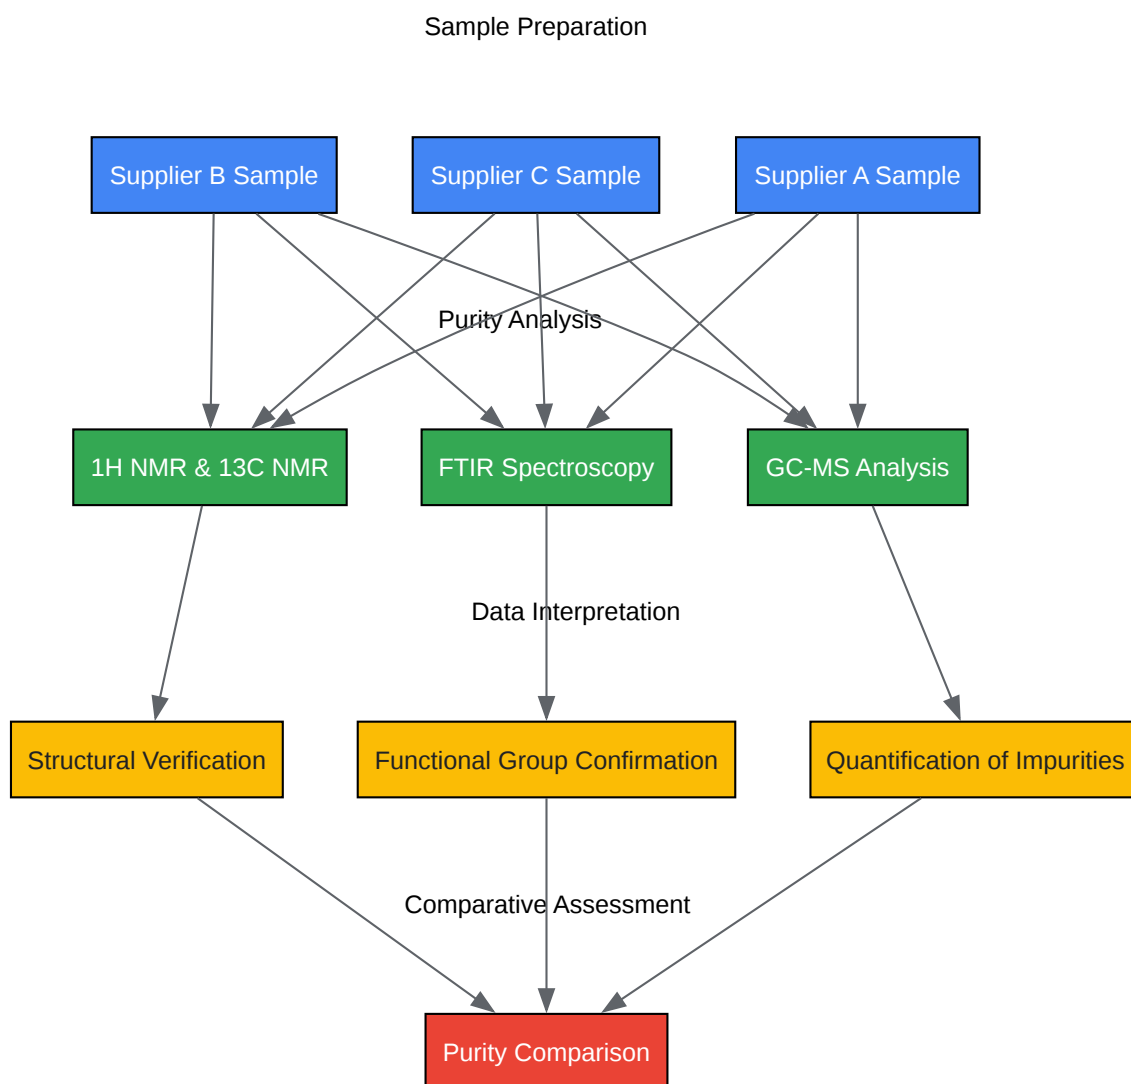 Sample Preparation
Supplier B Sample
Supplier C Sample
Supplier A Sample
Purity Analysis
1H NMR & 13C NMR
FTIR Spectroscopy
GC-MS Analysis
Data Interpretation
Structural Verification
Functional Group Confirmation
Quantification of Impurities
Comparative Assessment
Purity Comparison